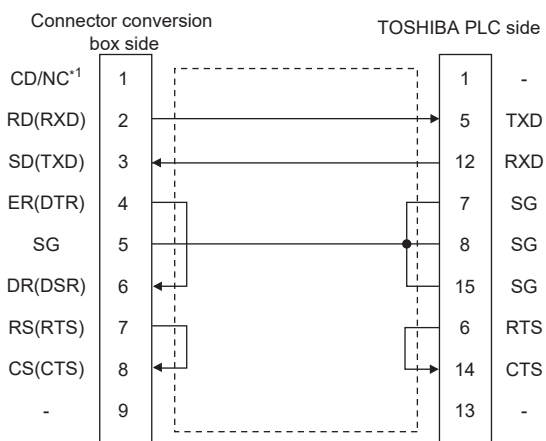 Connector conversion
box side
TOSHIBA PLC side
CD/NC*1 1 1 -
RD(RXD) 2 5 TXD
SD(TXD) 3 12 RXD
ER(DTR) 4 7 SG
SG 5 8 SG
DR(DSR) 6 15 SG
RS(RTS) 7 6 RTS
CS(CTS) 8 14 CTS
- 9 13 -